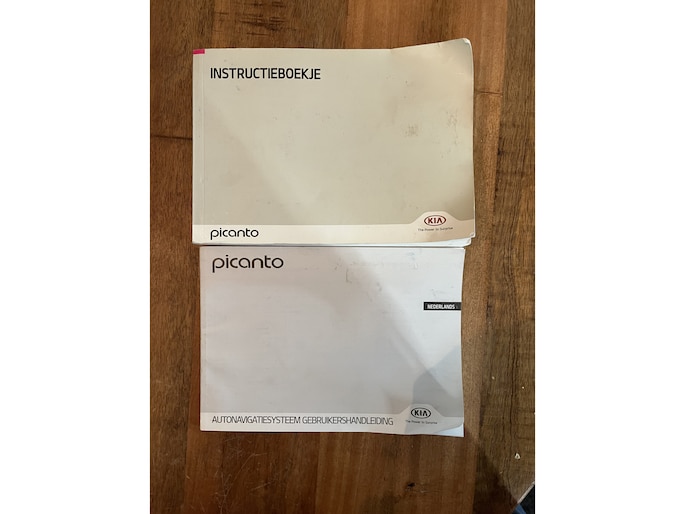 INSTRUCTIEBOEKJE
KIA
The Power to Surprise
picanto
picanto
NEDERLANDS
KIA
The Power to Surprise
AUTONAVIGATIESYSTEEM GEBRUIKERSHANDLEIDING